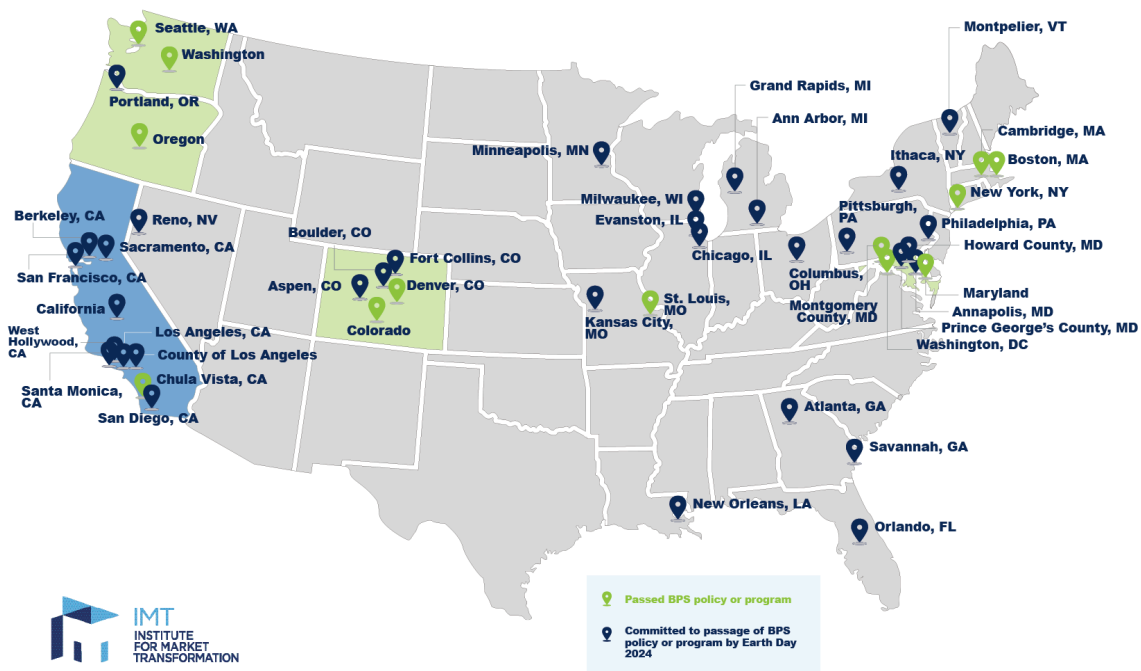 Montpelier, VT
Seattle, WA
Washington
Grand Rapids, MI
Portland, OR
Ann Arbor, MI
Cambridge, MA
Oregon
Minneapolis, MN
Ithaca, NY
Boston, MA
Milwaukee, WI
New York, NY
Pittsburgh,
PA
Berkeley, CA
Reno, NV
Evanston, IL
Philadelphia, PA
Boulder, CO
Sacramento, CA
Howard County, MD
Chicago, IL
Fort Collins, CO
San Francisco, CA
Columbus,
OH
Aspen, CO
Denver, CO
Maryland
St. Louis,
MO
California
Montgomery
County, MD
Annapolis, MD
Kansas City,
MO
Colorado
Prince George's County, MD
West
Hollywood,
CA
Los Angeles, CA
Washington, DC
County of Los Angeles
Chula Vista, CA
Santa Monica,
CA
San Diego, CA
Atlanta, GA
Savannah, GA
New Orleans, LA
Orlando, FL
Passed BPS policy or program
Committed to passage of BPS
policy or program by Earth Day
2024
IMT
INSTITUTE
FOR MARKET
TRANSFORMATION